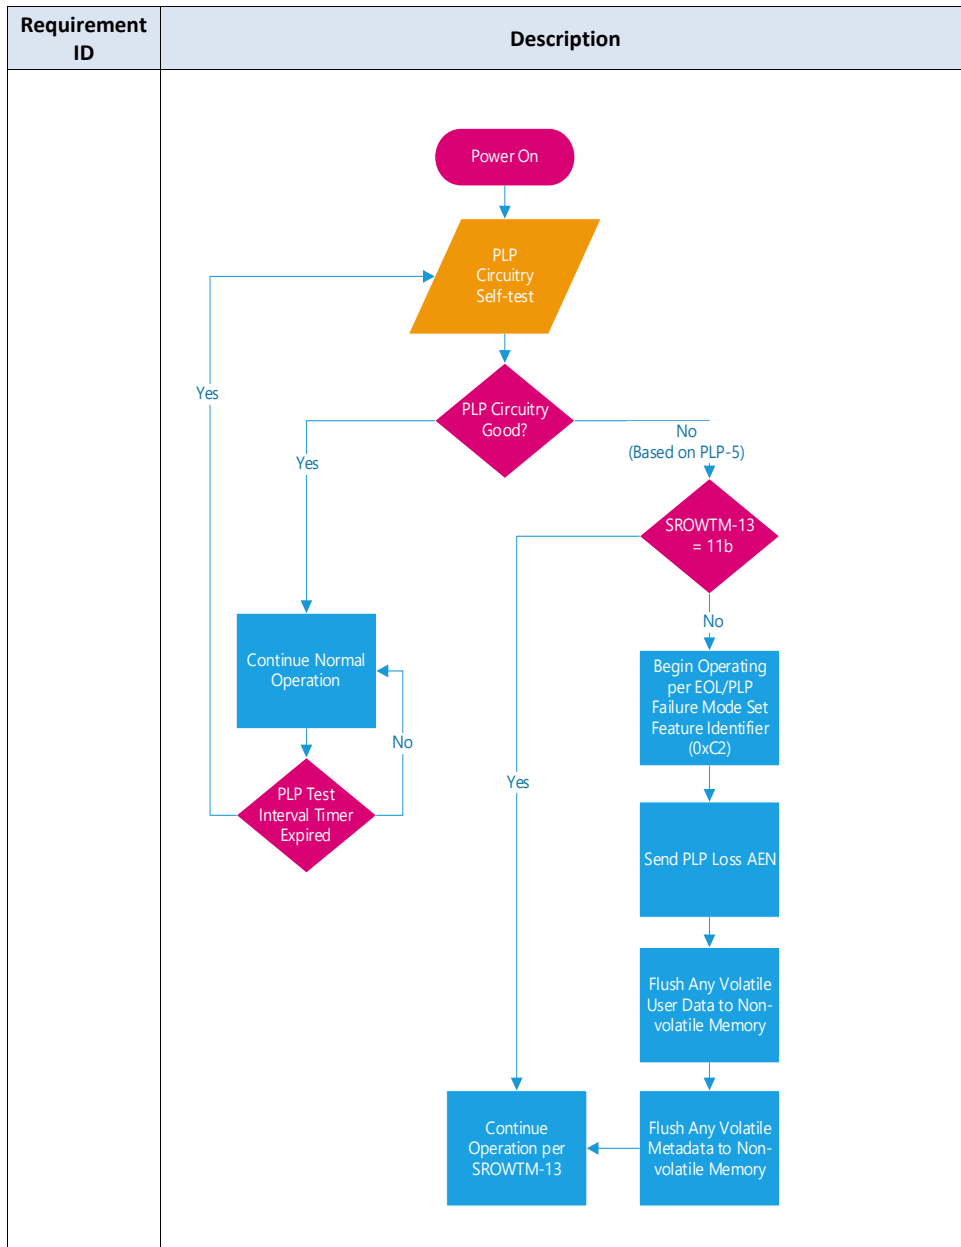 Requirement
ID
Description
Power On
PLP
Circuitry
Self-test
Yes
PLP Circuitry
Good?
No
(Based on PLP-5)
Yes
SROWTM-13
= 11b
No
Continue Normal
Operation
Begin Operating
per EOL/PLP
Failure Mode Set
Feature Identifier
(0xC2)
No
Yes
PLP Test
Interval Timer
Expired
Send PLP Loss AEN
Flush Any Volatile
User Data to Non-
volatile Memory
Continue
Operation per
SROWTM-13
Flush Any Volatile
Metadata to Non-
volatile Memory